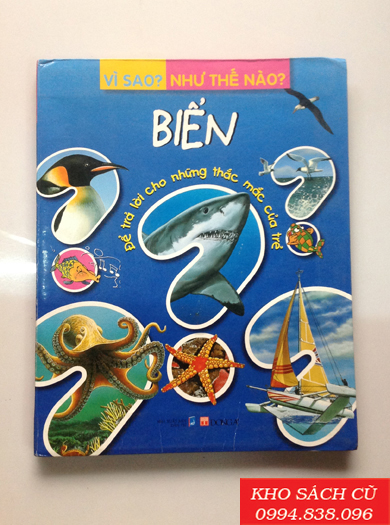 VÌ SAO? NHƯ THẾ NÀO?
BIỂN
Để trả lời cho những thắc mắc của trẻ
ĐÔNG A
KHO SÁCH CŨ
0994.838.096